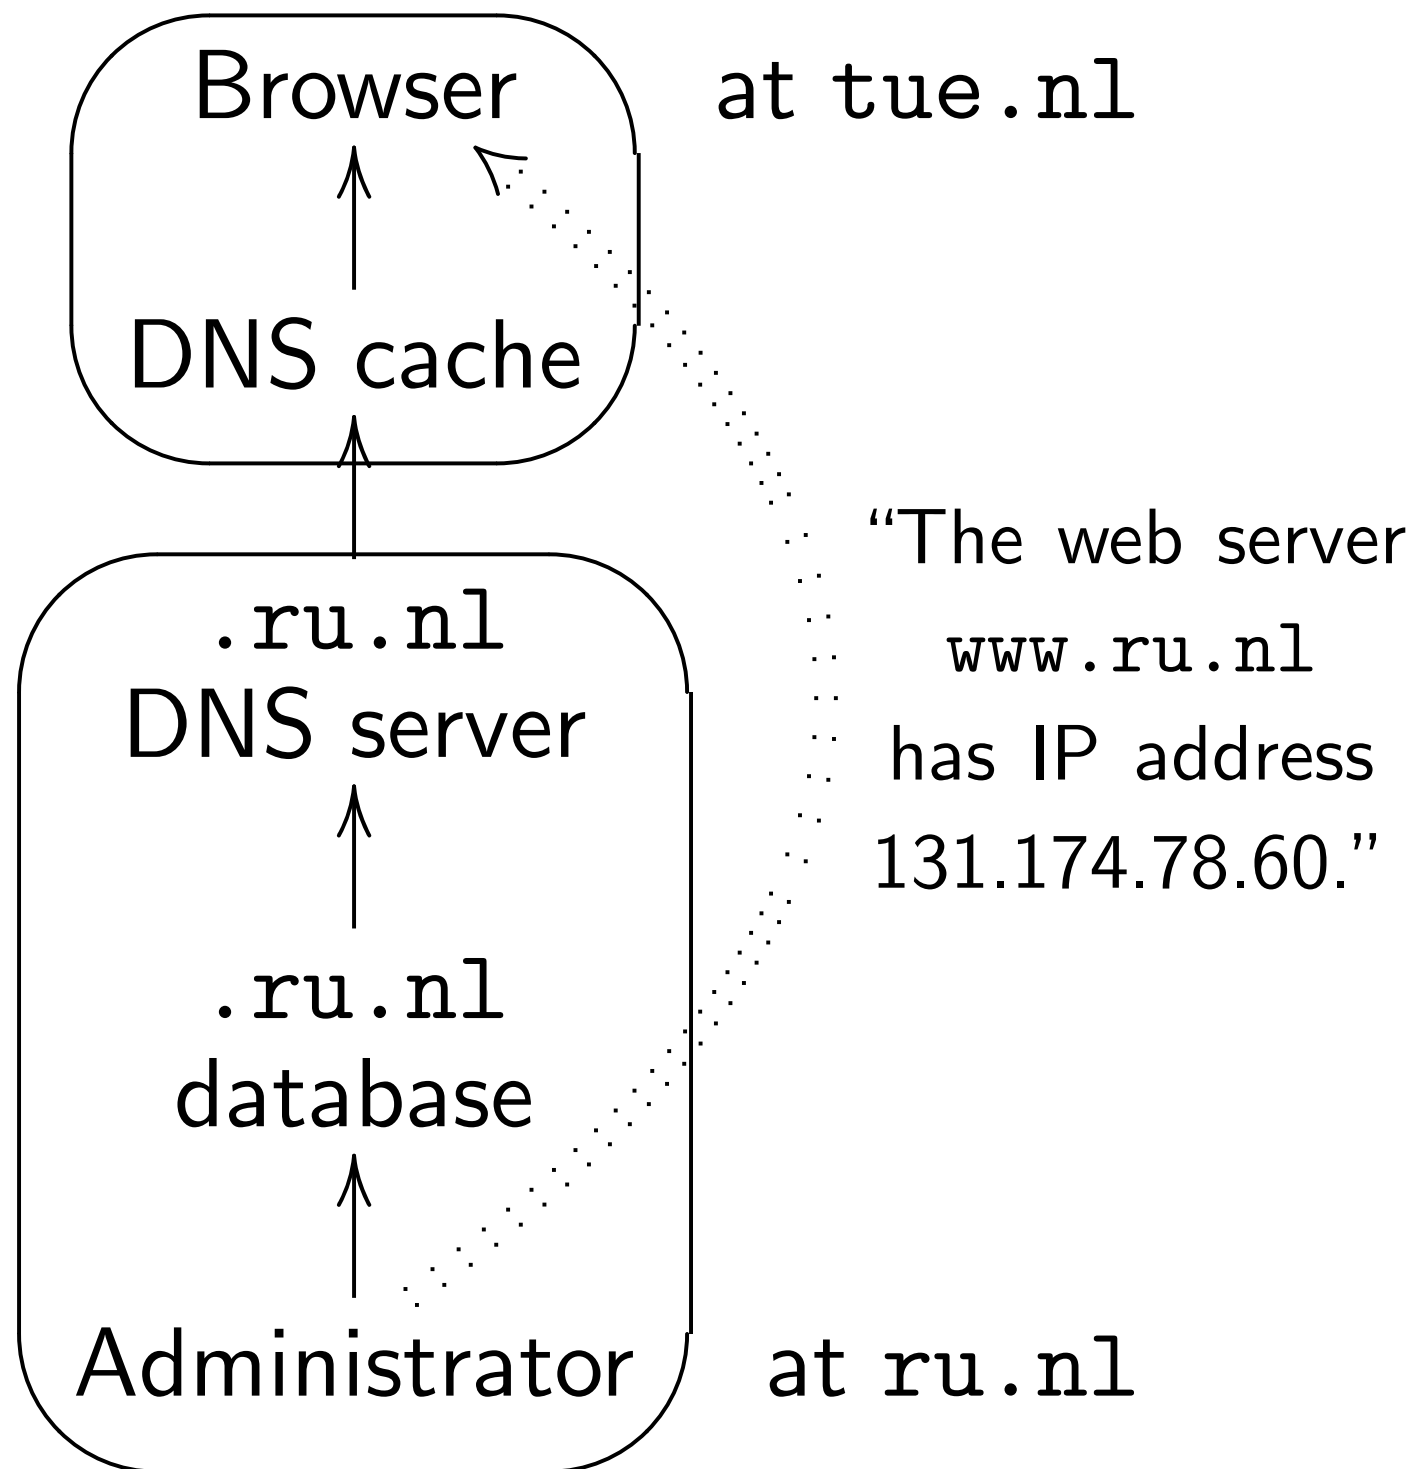 Browser at tue.nl
DNS cache
“The web server
www.ru.nl
has IP address
131.174.78.60.”
.ru.nl
DNS server
.ru.nl
database
Administrator at ru.nl